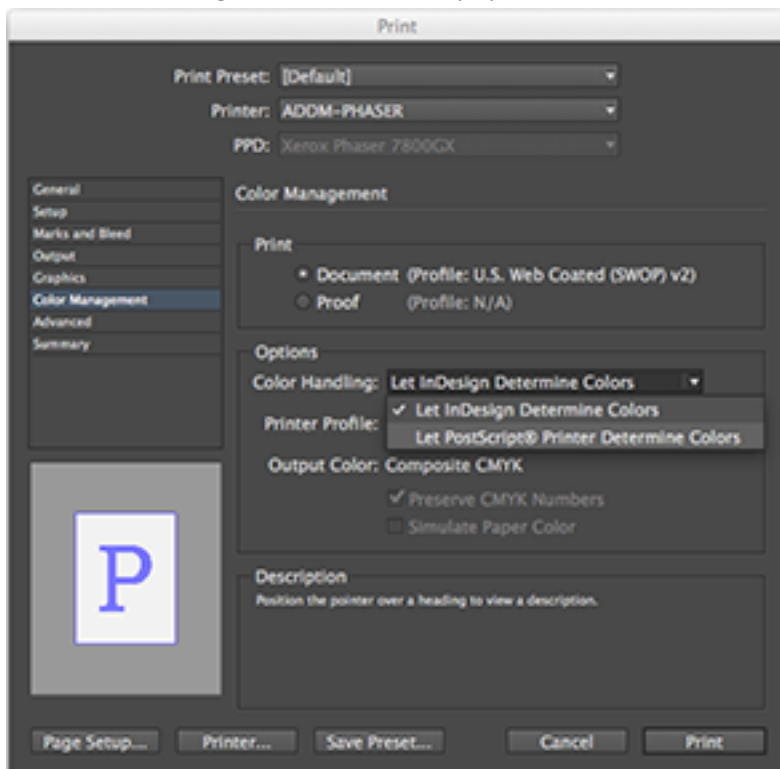 Print
Print Preset: [Default]
Printer: ADDM-PHASER
PPD: Xerox Phaser 7800GX
General
Setup
Marks and Bleed
Output
Graphics
Color Management
Advanced
Summary
Color Management
Print
Document (Profile: U.S. Web Coated (SWOP) v2)
Proof (Profile: N/A)
Options
Color Handling: Let InDesign Determine Colors
✓ Let InDesign Determine Colors
Printer Profile:
Let PostScript® Printer Determine Colors
Output Color: Composite CMYK
Preserve CMYK Numbers
Simulate Paper Color
P
Description
Position the pointer over a heading to view a description.
Page Setup... Printer... Save Preset... Cancel Print